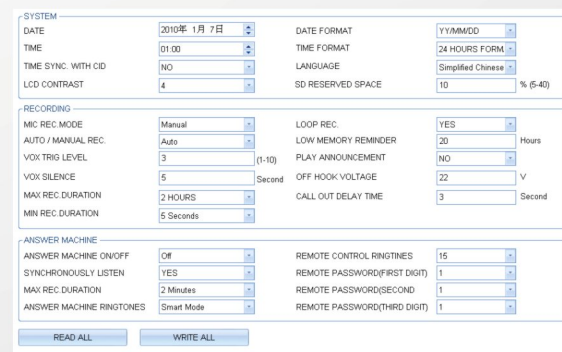 SYSTEM
DATE 2010年 1月 7日 DATE FORMAT YY/MM/DD
TIME 01:00 TIME FORMAT 24 HOURS FORM.
TIME SYNC. WITH CID NO LANGUAGE Simplified Chinese
LCD CONTRAST 4 SD RESERVED SPACE 10 % (5-40)
RECORDING
MIC REC.MODE Manual LOOP REC. YES
AUTO / MANUAL REC. Auto LOW MEMORY REMINDER 20 Hours
VOX TRIG LEVEL 3 (1-10) PLAY ANNOUNCEMENT NO
VOX SILENCE 5 Second OFF HOOK VOLTAGE 22 V
MAX REC.DURATION 2 HOURS CALL OUT DELAY TIME 3 Second
MIN REC.DURATION 5 Seconds
ANSWER MACHINE
ANSWER MACHINE ON/OFF Off REMOTE CONTROL RINGTINES 15
SYNCHRONOUSLY LISTEN YES REMOTE PASSWORD(FIRST DIGIT) 1
MAX REC.DURATION 2 Minutes REMOTE PASSWORD(SECOND 1
ANSWER MACHINE RINGTONES Smart Mode REMOTE PASSWORD(THIRD DIGIT) 1
READ ALL WRITE ALL